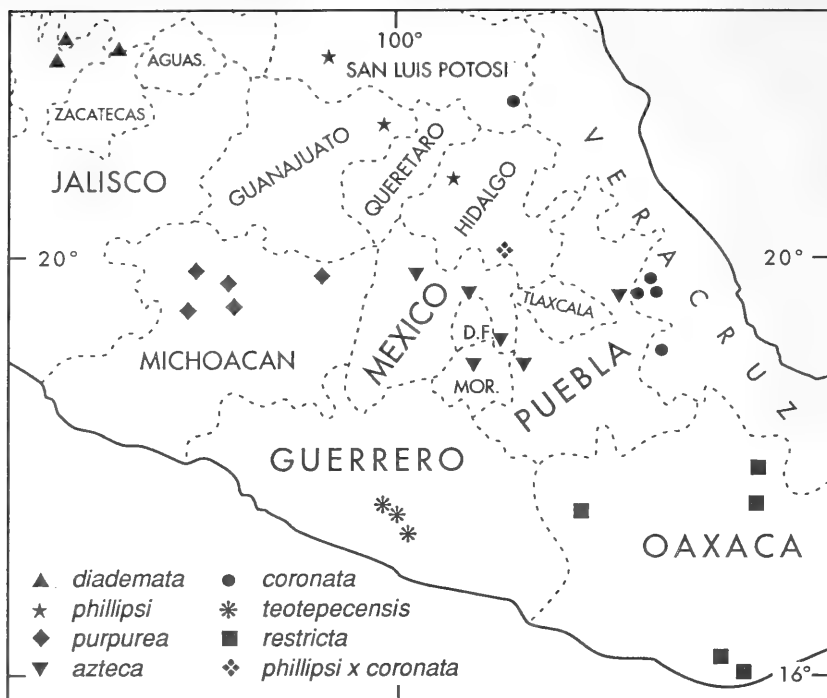 100°
AGUAS.
SAN LUIS POTOSI
ZACATECAS
JALISCO
GUANAJUATO
QUERETARO
HIDALGO
VERACRUZ
20°
20°
MEXICO
TLAXCALA
D.F.
MICHOACAN
MOR.
PUEBLA
GUERRERO
OAXACA
diademata
phillipsi
purpurea
azteca
coronata
teotepecensis
restricta
phillipsi x coronata
16°